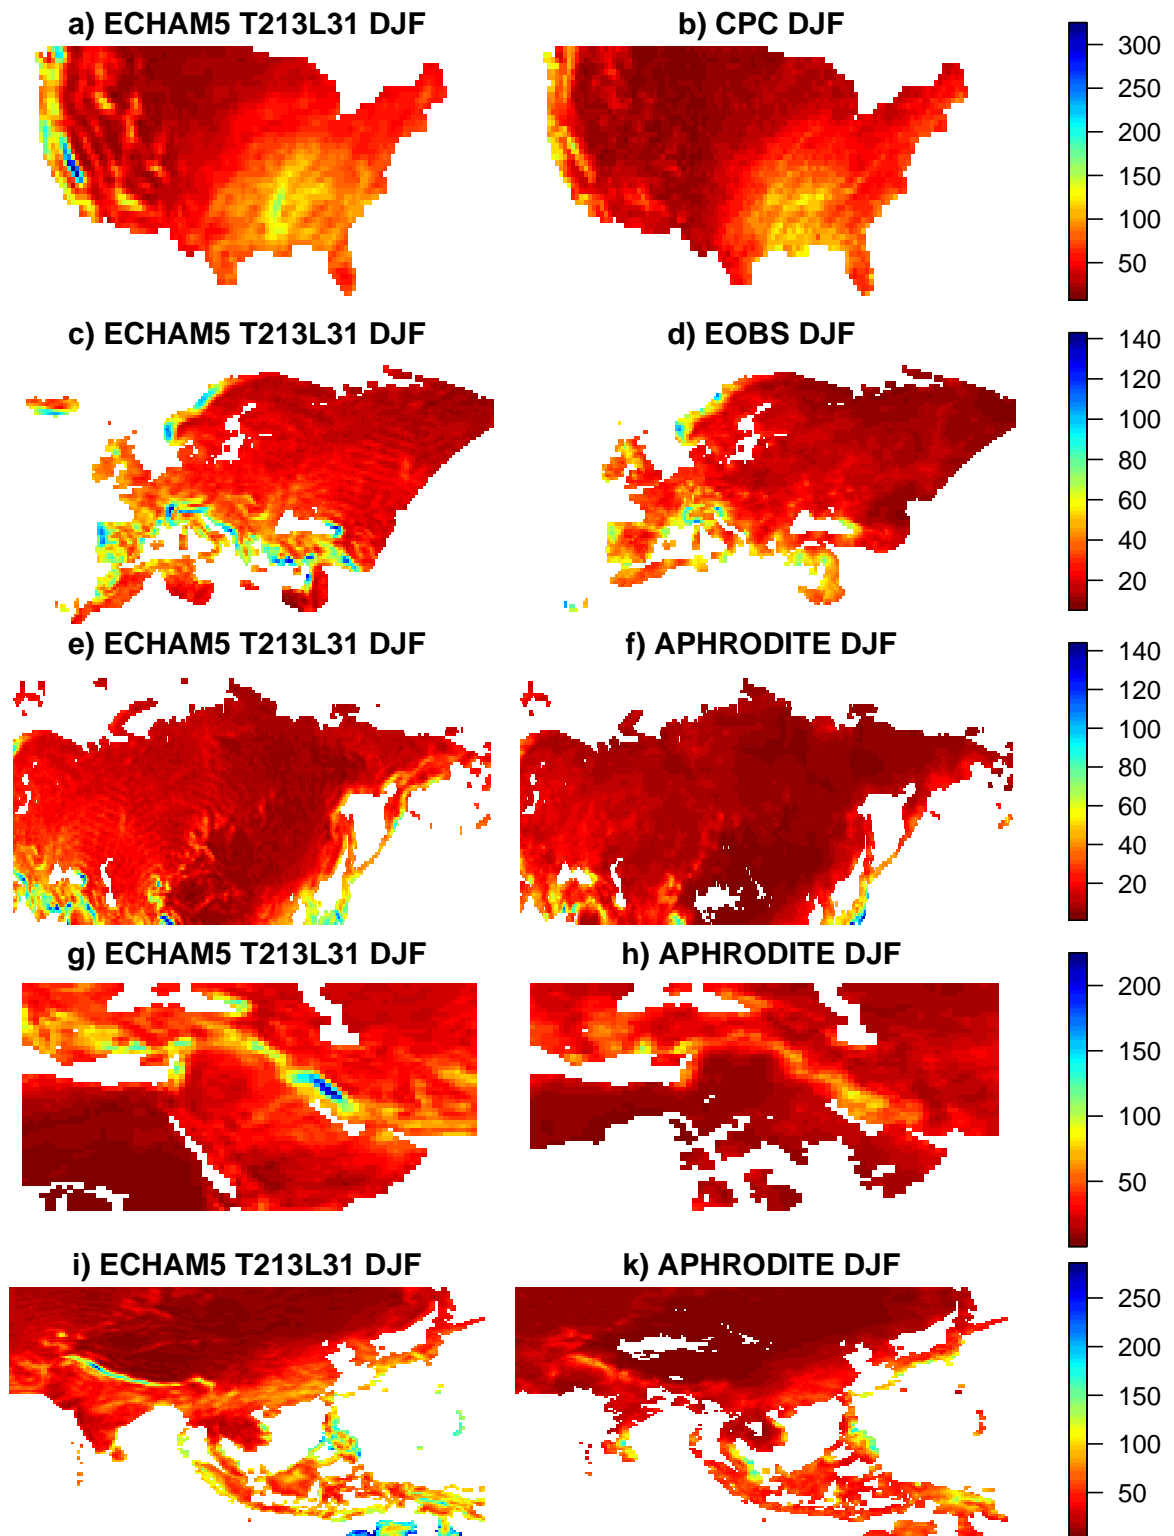 a) ECHAM5 T213L31 DJF
b) CPC DJF
300
250
200
150
100
50
c) ECHAM5 T213L31 DJF
d) EOBS DJF
140
120
100
80
60
40
20
e) ECHAM5 T213L31 DJF
f) APHRODITE DJF
140
120
100
80
60
40
20
g) ECHAM5 T213L31 DJF
h) APHRODITE DJF
200
150
100
50
i) ECHAM5 T213L31 DJF
k) APHRODITE DJF
250
200
150
100
50